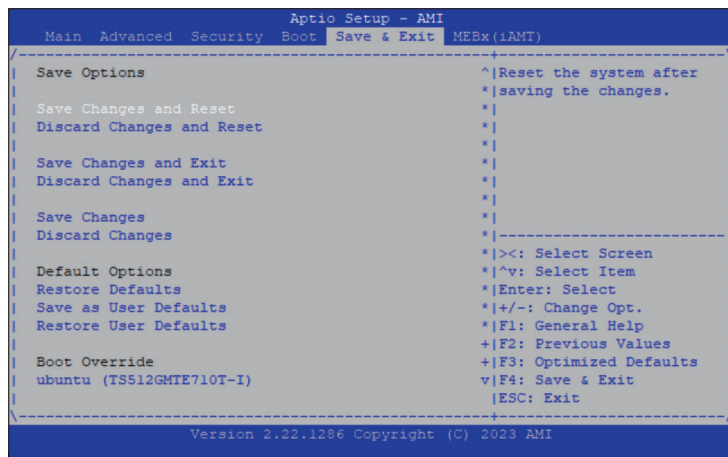 Aptio Setup - AMI
Main Advanced Security Boot Save & Exit MEBx(iAMT)
/----------------------------------------------------+-------------------------\
| Save Options ^|Reset the system after
| *|saving the changes.
| Save Changes and Reset *|
| Discard Changes and Reset *|
| *|
| Save Changes and Exit *|
| Discard Changes and Exit *|
| *|
| Save Changes *|
| Discard Changes *|-------------------------
| *|><: Select Screen
| Default Options *|^v: Select Item
| Restore Defaults *|Enter: Select
| Save as User Defaults *|+/-: Change Opt.
| Restore User Defaults *|F1: General Help
| +|F2: Previous Values
| Boot Override +|F3: Optimized Defaults
| ubuntu (TS512GMTE710T-I) v|F4: Save & Exit
| |ESC: Exit
\----------------------------------------------------+-------------------------/
Version 2.22.1286 Copyright (C) 2023 AMI